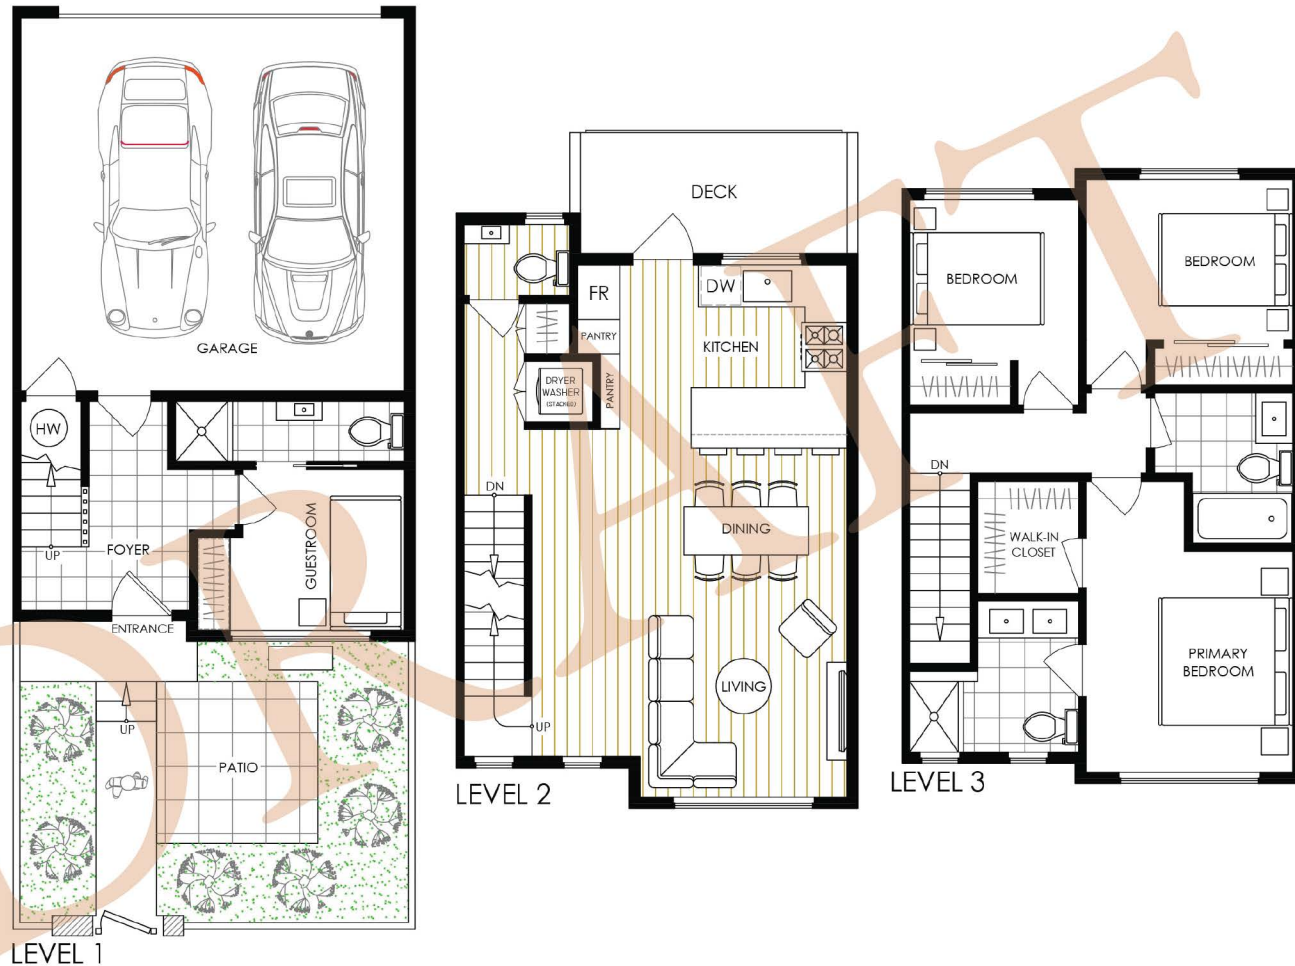 GARAGE
HW
UP
FOYER
GUESTROOM
ENTRANCE
UP
PATIO
LEVEL 1
DECK
FR
DW
PANTRY
KITCHEN
DRYER
WASHER
(STACKED)
PANTRY
DN
DINING
LIVING
UP
LEVEL 2
BEDROOM
BEDROOM
DN
WALK-IN
CLOSET
PRIMARY
BEDROOM
LEVEL 3
DRAFT